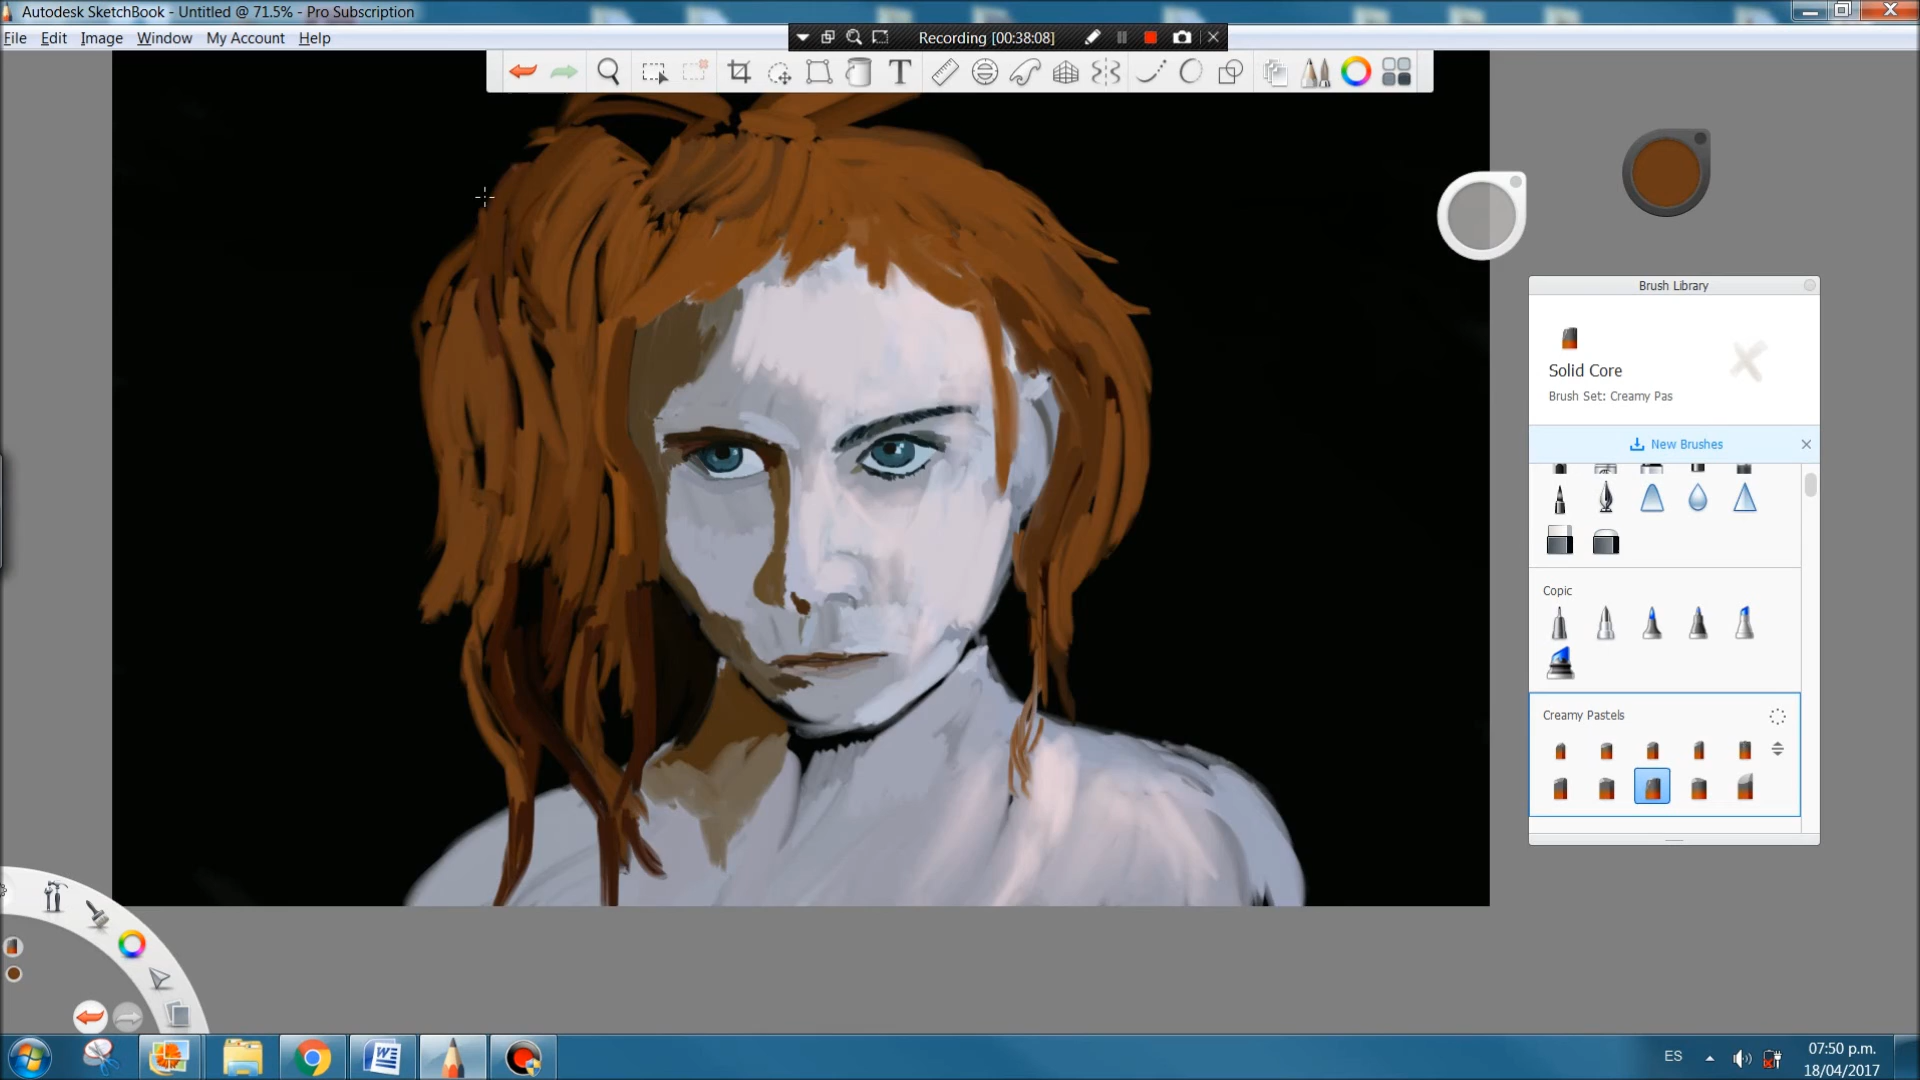 Autodesk SketchBook - Untitled @ 71.5% - Pro Subscription
File Edit Image Window My Account Help
Recording [00:38:08]
T
Brush Library
Solid Core
Brush Set: Creamy Pas
New Brushes
Copic
Creamy Pastels
W
ES
07:50 p.m.
18/04/2017